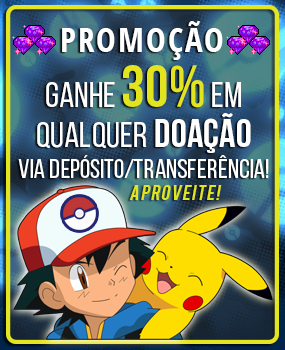 PROMOÇÃO
GANHE 30% EM
QUALQUER DOAÇÃO
VIA DEPÓSITO/TRANSFERÊNCIA!
APROVEITE!